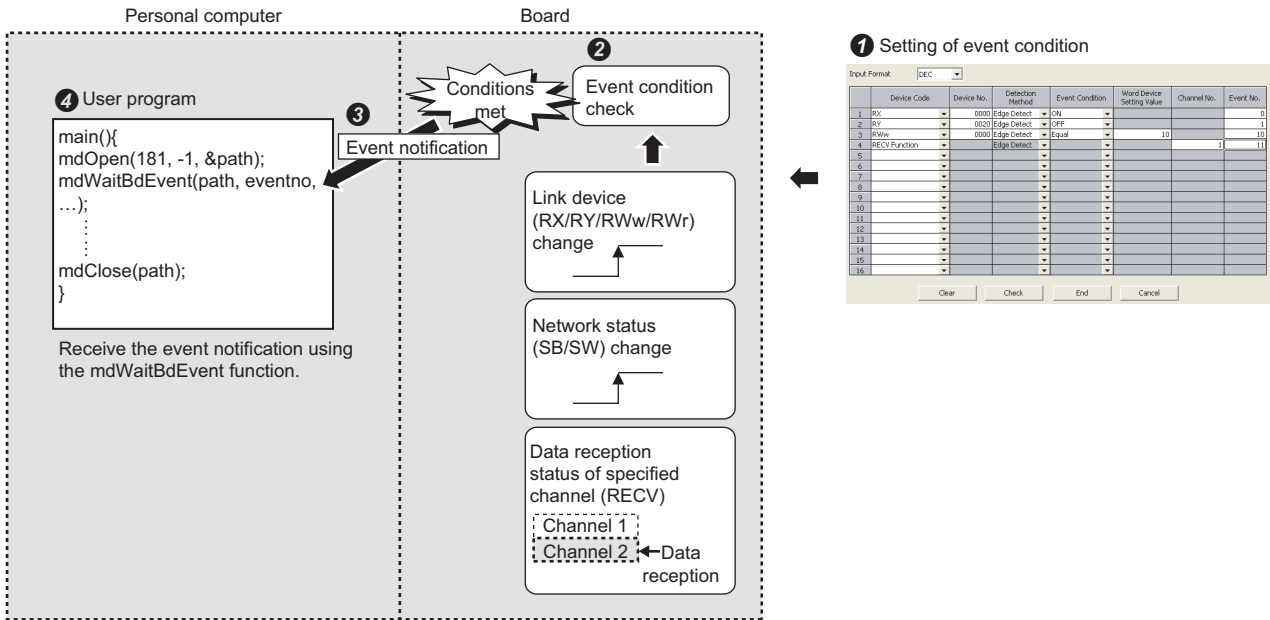 Personal computer
Board
❶ Setting of event condition
Input Format DEC
Device Code Device No. Detection Method Event Condition Word Device Setting Value Channel No. Event No.
1 RX 0000 Edge Detect ON 0
2 RY 0020 Edge Detect OFF 1
3 RWw 0000 Edge Detect Equal 10 10
4 RECV Function Edge Detect 1 11
5
6
7
8
9
10
11
12
13
14
15
16
Clear Check End Cancel
❷
Event condition
check
Conditions
met
❸
Event notification
❹ User program
main(){
mdOpen(181, -1, &path);
mdWaitBdEvent(path, eventno,
…);
⋮
⋮
mdClose(path);
}
Receive the event notification using
the mdWaitBdEvent function.
Link device
(RX/RY/RWw/RWr)
change
Network status
(SB/SW) change
Data reception
status of specified
channel (RECV)
Channel 1
Channel 2
Data
reception